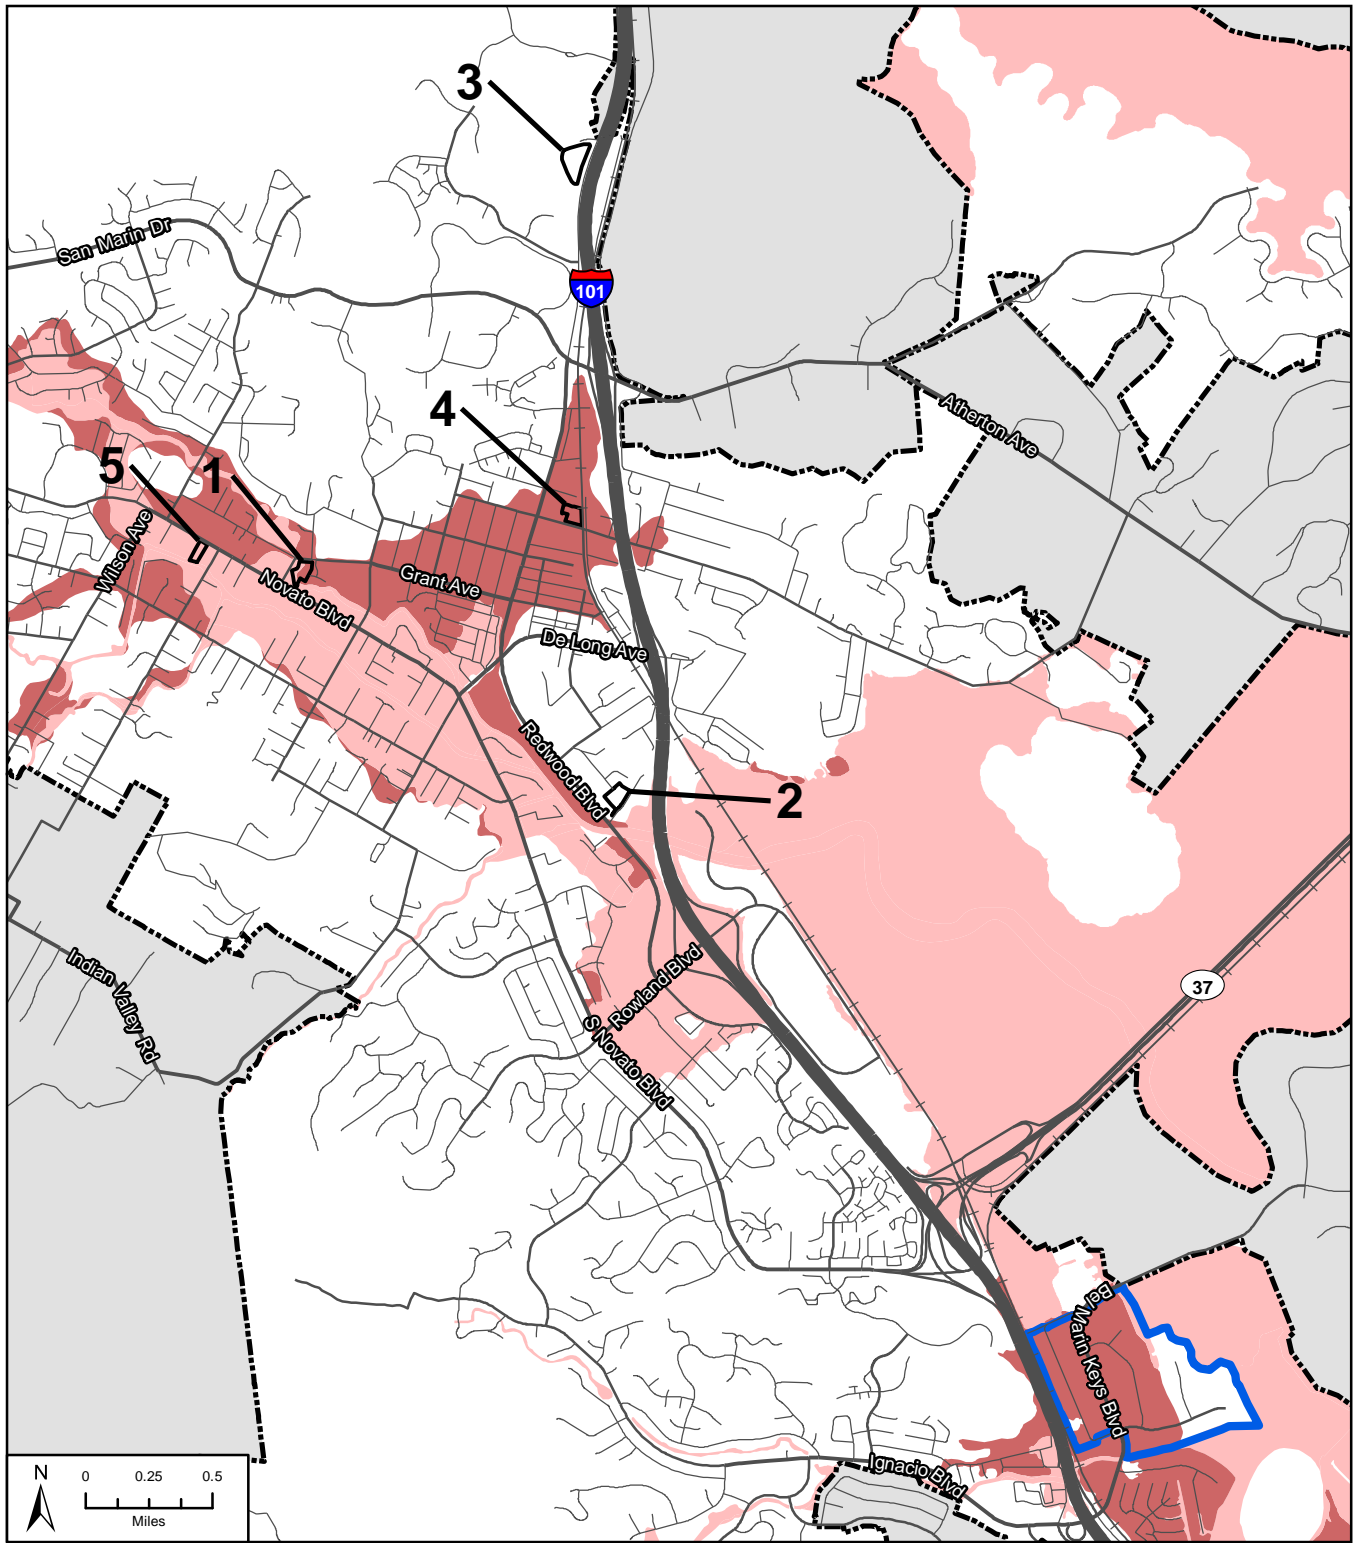 3
San Marin Dr
101
4
Atherton Ave
5
1
Wilson Ave
Grant Ave
Novato Blvd
De Long Ave
Redwood Blvd
2
Indian Valley Rd
Rowland Blvd
37
S Novato Blvd
Bel Marin Keys Blvd
Ignacio Blvd
N
0 0.25 0.5
Miles